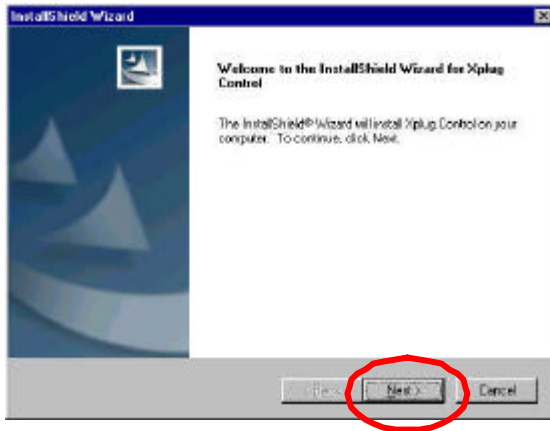 InstallShield Wizard
Welcome to the InstallShield Wizard for Xplug
Control
The InstallShield® Wizard will install Xplug Control on your
computer. To continue, click Next.
< Back
Next >
Cancel